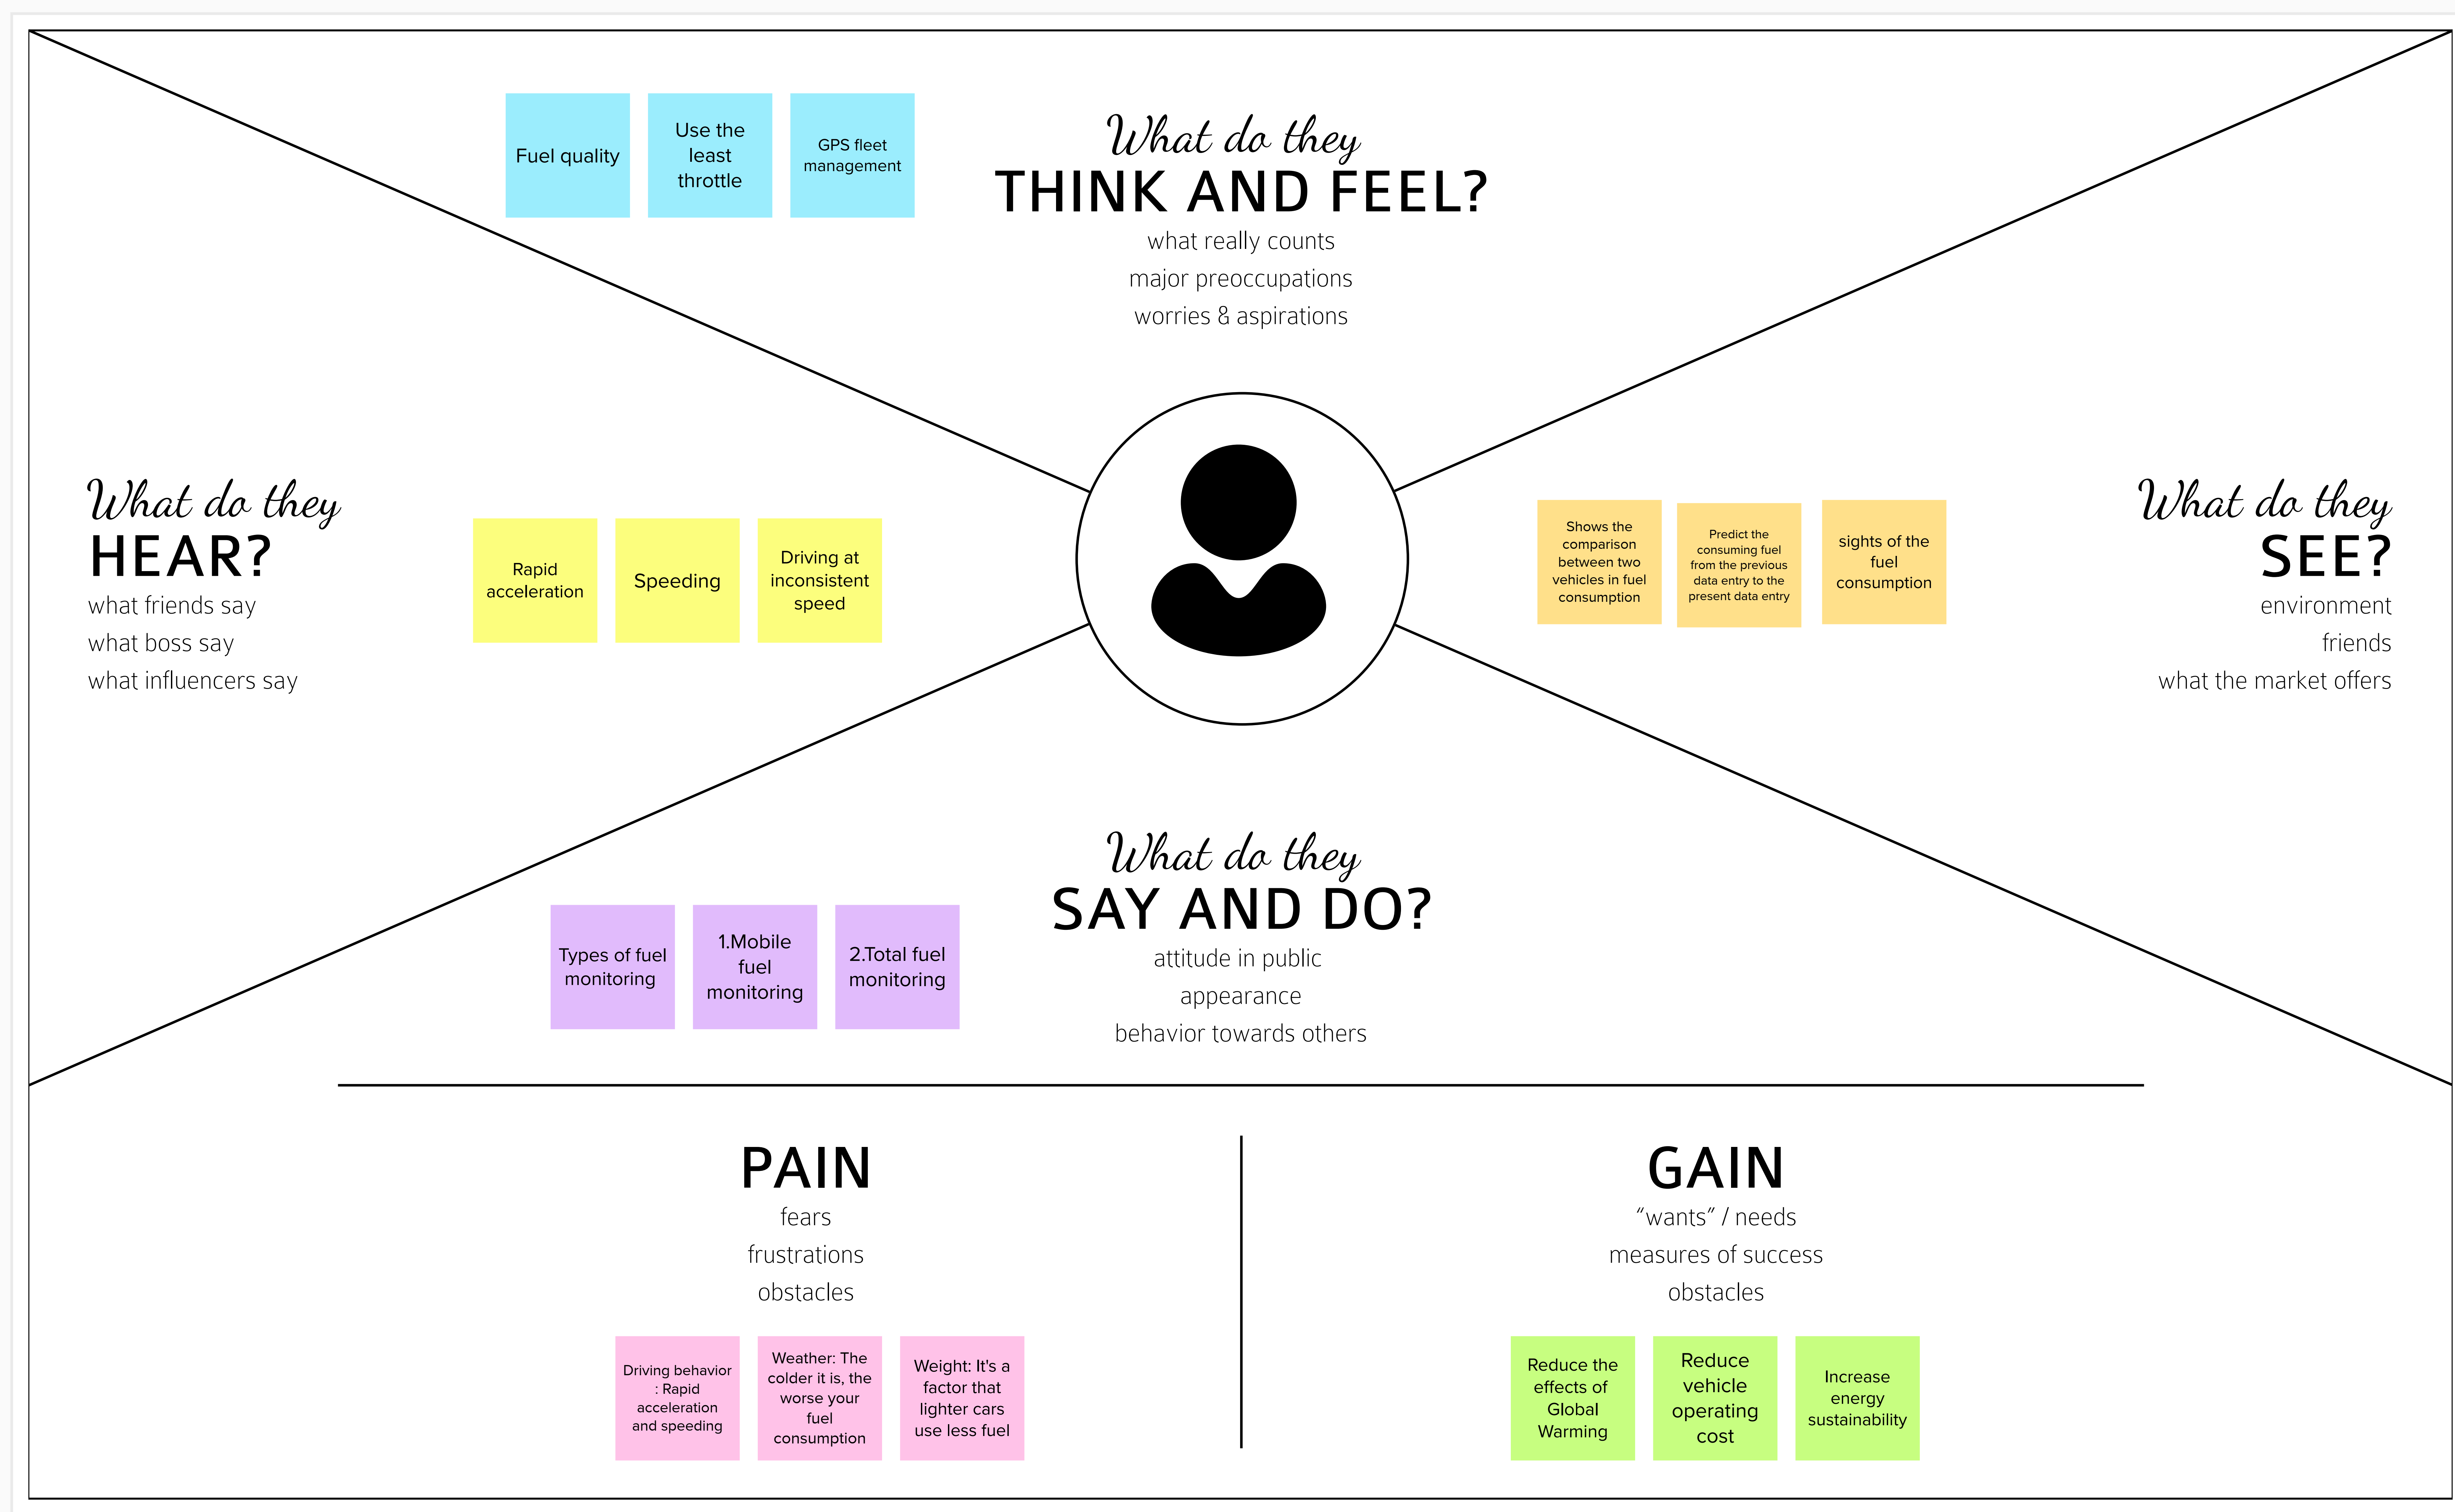 Fuel quality
Use the
least
throttle
GPS fleet
management
What do they
THINK AND FEEL?
what really counts
major preoccupations
worries & aspirations
What do they
HEAR?
what friends say
what boss say
what influencers say
Rapid
acceleration
Speeding
Driving at
inconsistent
speed
Shows the
comparison
between two
vehicles in fuel
consumption
Predict the
consuming fuel
from the previous
data entry to the
present data entry
sights of the
fuel
consumption
What do they
SEE?
environment
friends
what the market offers
Types of fuel
monitoring
1.Mobile
fuel
monitoring
2.Total fuel
monitoring
What do they
SAY AND DO?
attitude in public
appearance
behavior towards others
PAIN
fears
frustrations
obstacles
Driving behavior
: Rapid
acceleration
and speeding
Weather: The
colder it is, the
worse your
fuel
consumption
Weight: It's a
factor that
lighter cars
use less fuel
GAIN
“wants” / needs
measures of success
obstacles
Reduce the
effects of
Global
Warming
Reduce
vehicle
operating
cost
Increase
energy
sustainability